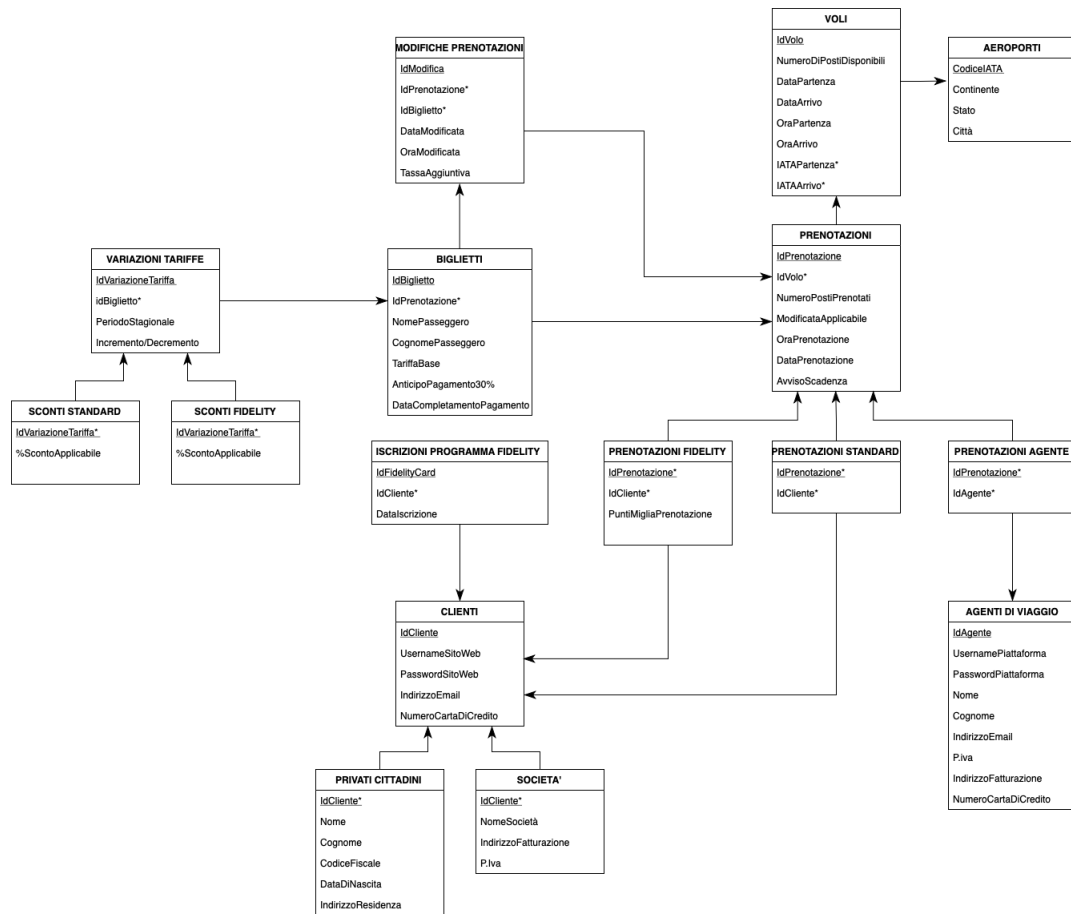 VOLI
IdVolo
NumeroDiPostiDisponibili
DataPartenza
DataArrivo
OraPartenza
OraArrivo
IATAPartenza*
IATAArrivo*
MODIFICHE PRENOTAZIONI
IdModifica
IdPrenotazione*
IdBiglietto*
DataModificata
OraModificata
TassaAggiuntiva
AEROPORTI
CodiceIATA
Continente
Stato
Città
VARIAZIONI TARIFFE
IdVariazioneTariffa
idBiglietto*
PeriodoStagionale
Incremento/Decremento
BIGLIETTI
IdBiglietto
IdPrenotazione*
NomePasseggero
CognomePasseggero
TariffaBase
AnticipoPagamento30%
DataCompletamentoPagamento
PRENOTAZIONI
IdPrenotazione
IdVolo*
NumeroPostiPrenotati
ModificataApplicabile
OraPrenotazione
DataPrenotazione
AvvisoScadenza
SCONTI STANDARD
IdVariazioneTariffa*
%ScontoApplicabile
SCONTI FIDELITY
IdVariazioneTariffa*
%ScontoApplicabile
ISCRIZIONI PROGRAMMA FIDELITY
IdFidelityCard
IdCliente*
DataIscrizione
PRENOTAZIONI FIDELITY
IdPrenotazione*
IdCliente*
PuntiMigliaPrenotazione
PRENOTAZIONI STANDARD
IdPrenotazione*
IdCliente*
PRENOTAZIONI AGENTE
IdPrenotazione*
IdAgente*
CLIENTI
IdCliente
UsernameSitoWeb
PasswordSitoWeb
IndirizzoEmail
NumeroCartaDiCredito
AGENTI DI VIAGGIO
IdAgente
UsernamePiattaforma
PasswordPiattaforma
Nome
Cognome
IndirizzoEmail
P.iva
IndirizzoFatturazione
NumeroCartaDiCredito
PRIVATI CITTADINI
IdCliente*
Nome
Cognome
CodiceFiscale
DataDiNascita
IndirizzoResidenza
SOCIETA'
IdCliente*
NomeSocietà
IndirizzoFatturazione
P.Iva